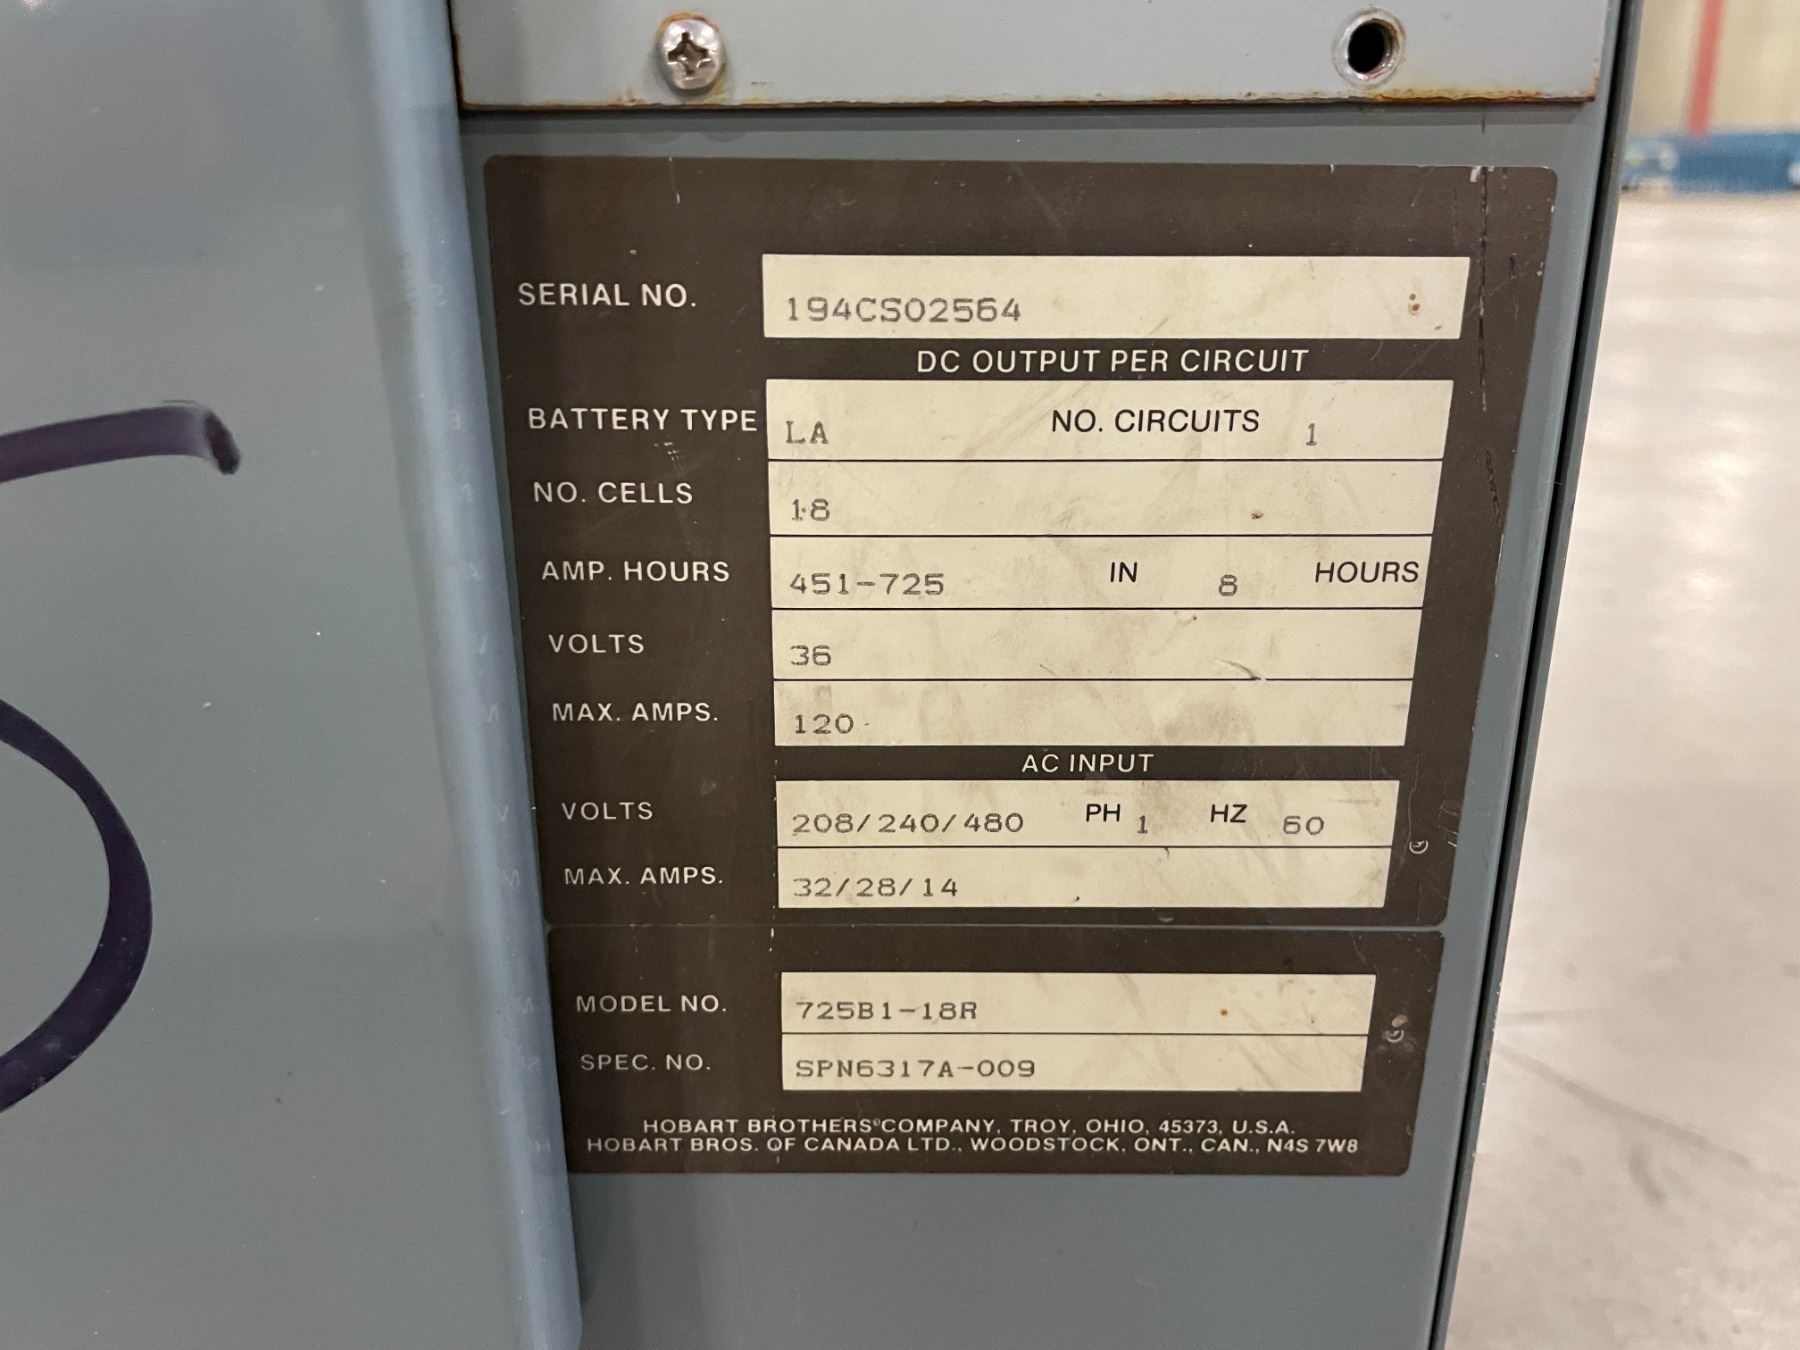 SERIAL NO. 194CS02564
DC OUTPUT PER CIRCUIT
BATTERY TYPE LA NO. CIRCUITS 1
NO. CELLS 18
AMP. HOURS 451-725 IN 8 HOURS
VOLTS 36
MAX. AMPS. 120
AC INPUT
VOLTS 208/240/480 PH 1 HZ 60
MAX. AMPS. 32/28/14
MODEL NO. 725B1-18R
SPEC. NO. SPN6317A-009
HOBART BROTHERS COMPANY, TROY, OHIO, 45373, U.S.A.
HOBART BROS. OF CANADA LTD., WOODSTOCK, ONT., CAN., N4S 7W8